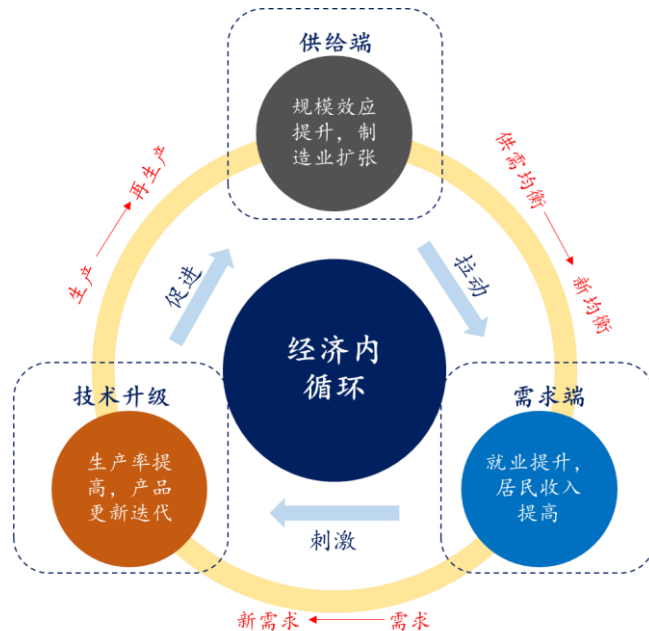 供给端
规模效应
提升，制
造业扩张
生产
再生产
供需均衡
新均衡
促进
拉动
经济内
循环
技术升级
生产率提
高，产品
更新迭代
需求端
就业提升，
居民收入
提高
刺激
新需求
需求